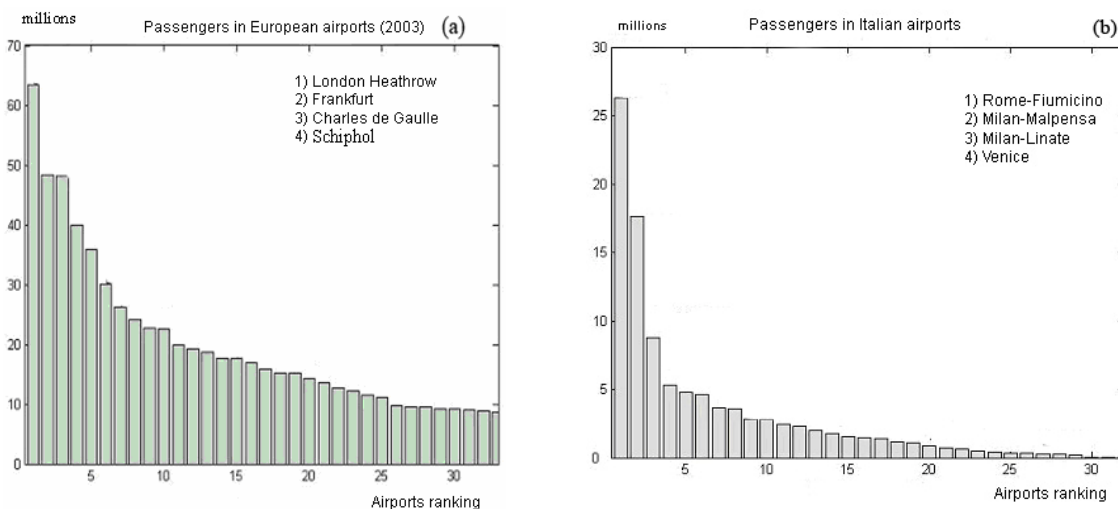 millions
Passengers in European airports (2003)
(a)
70
60
50
40
30
20
10
0
1) London Heathrow
2) Frankfurt
3) Charles de Gaulle
4) Schiphol
5
10
15
20
25
30
Airports ranking
millions
Passengers in Italian airports
(b)
30
25
20
15
10
5
0
1) Rome-Fiumicino
2) Milan-Malpensa
3) Milan-Linate
4) Venice
5
10
15
20
25
30
Airports ranking